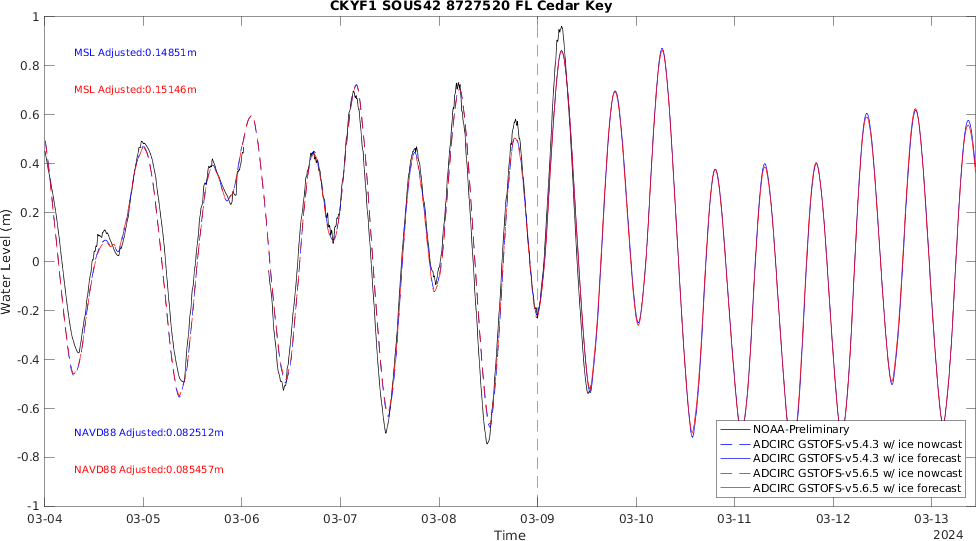 CKYF1 SOUS42 8727520 FL Cedar Key
1
0.8
0.6
0.4
0.2
0
-0.2
-0.4
-0.6
-0.8
-1
Water Level (m)
MSL Adjusted:0.14851m
MSL Adjusted:0.15146m
NAVD88 Adjusted:0.082512m
NAVD88 Adjusted:0.085457m
NOAA-Preliminary
ADCIRC GSTOFS-v5.4.3 w/ ice nowcast
ADCIRC GSTOFS-v5.4.3 w/ ice forecast
ADCIRC GSTOFS-v5.6.5 w/ ice nowcast
ADCIRC GSTOFS-v5.6.5 w/ ice forecast
03-04 03-05 03-06 03-07 03-08 03-09 03-10 03-11 03-12 03-13
Time
2024